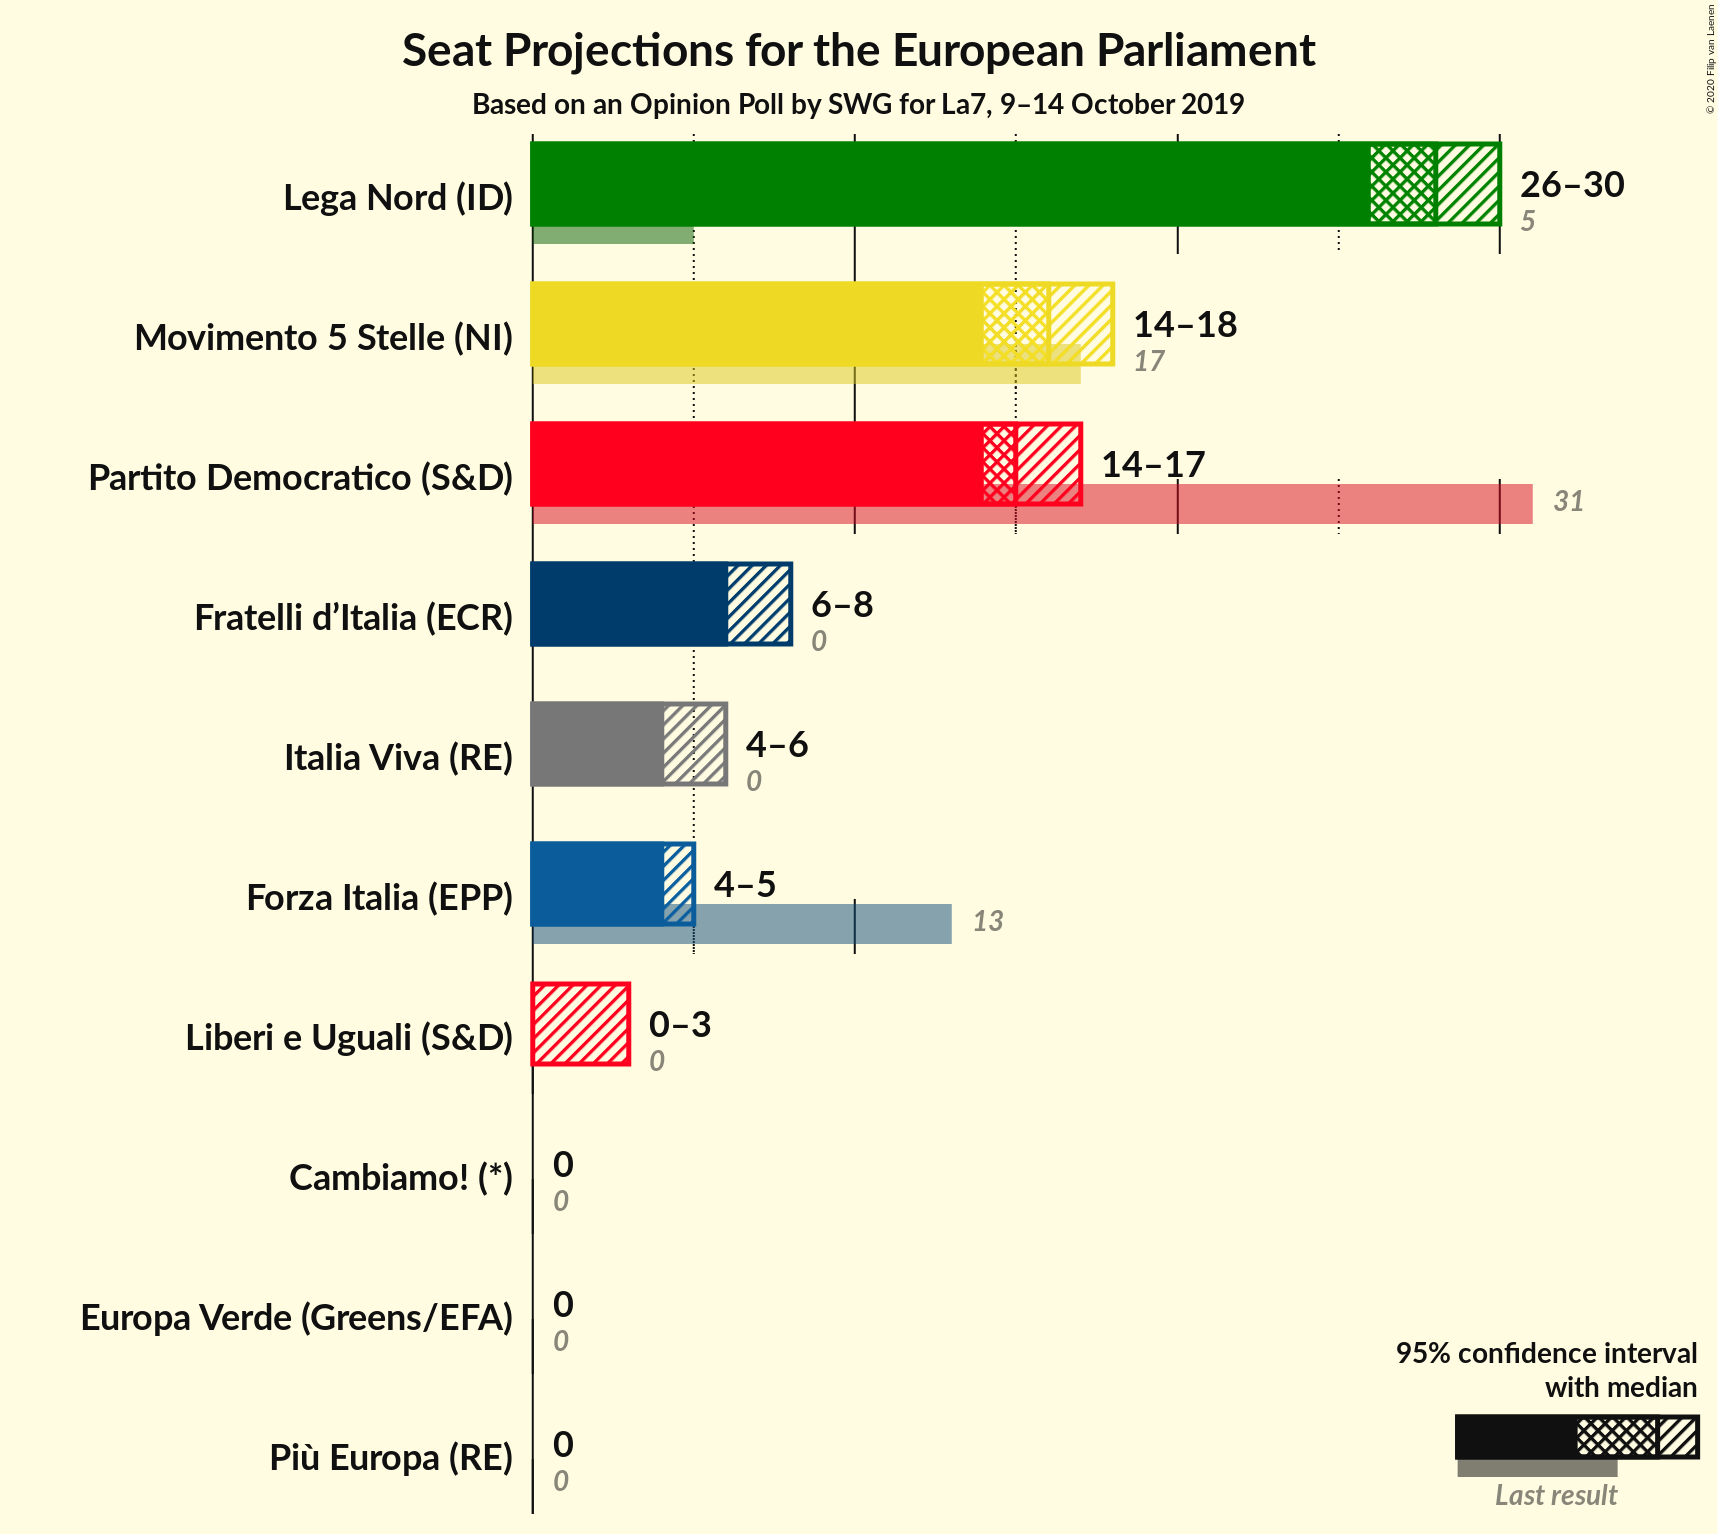 Seat Projections for the European Parliament
Based on an Opinion Poll by SWG for La7, 9–14 October 2019
© 2020 Filip van Laenen
Lega Nord (ID)
26–30
5
Movimento 5 Stelle (NI)
14–18
17
Partito Democratico (S&D)
14–17
31
Fratelli d’Italia (ECR)
6–8
0
Italia Viva (RE)
4–6
0
Forza Italia (EPP)
4–5
13
Liberi e Uguali (S&D)
0–3
0
Cambiamo! (*)
0
0
Europa Verde (Greens/EFA)
0
0
Più Europa (RE)
0
0
95% confidence interval
with median
Last result